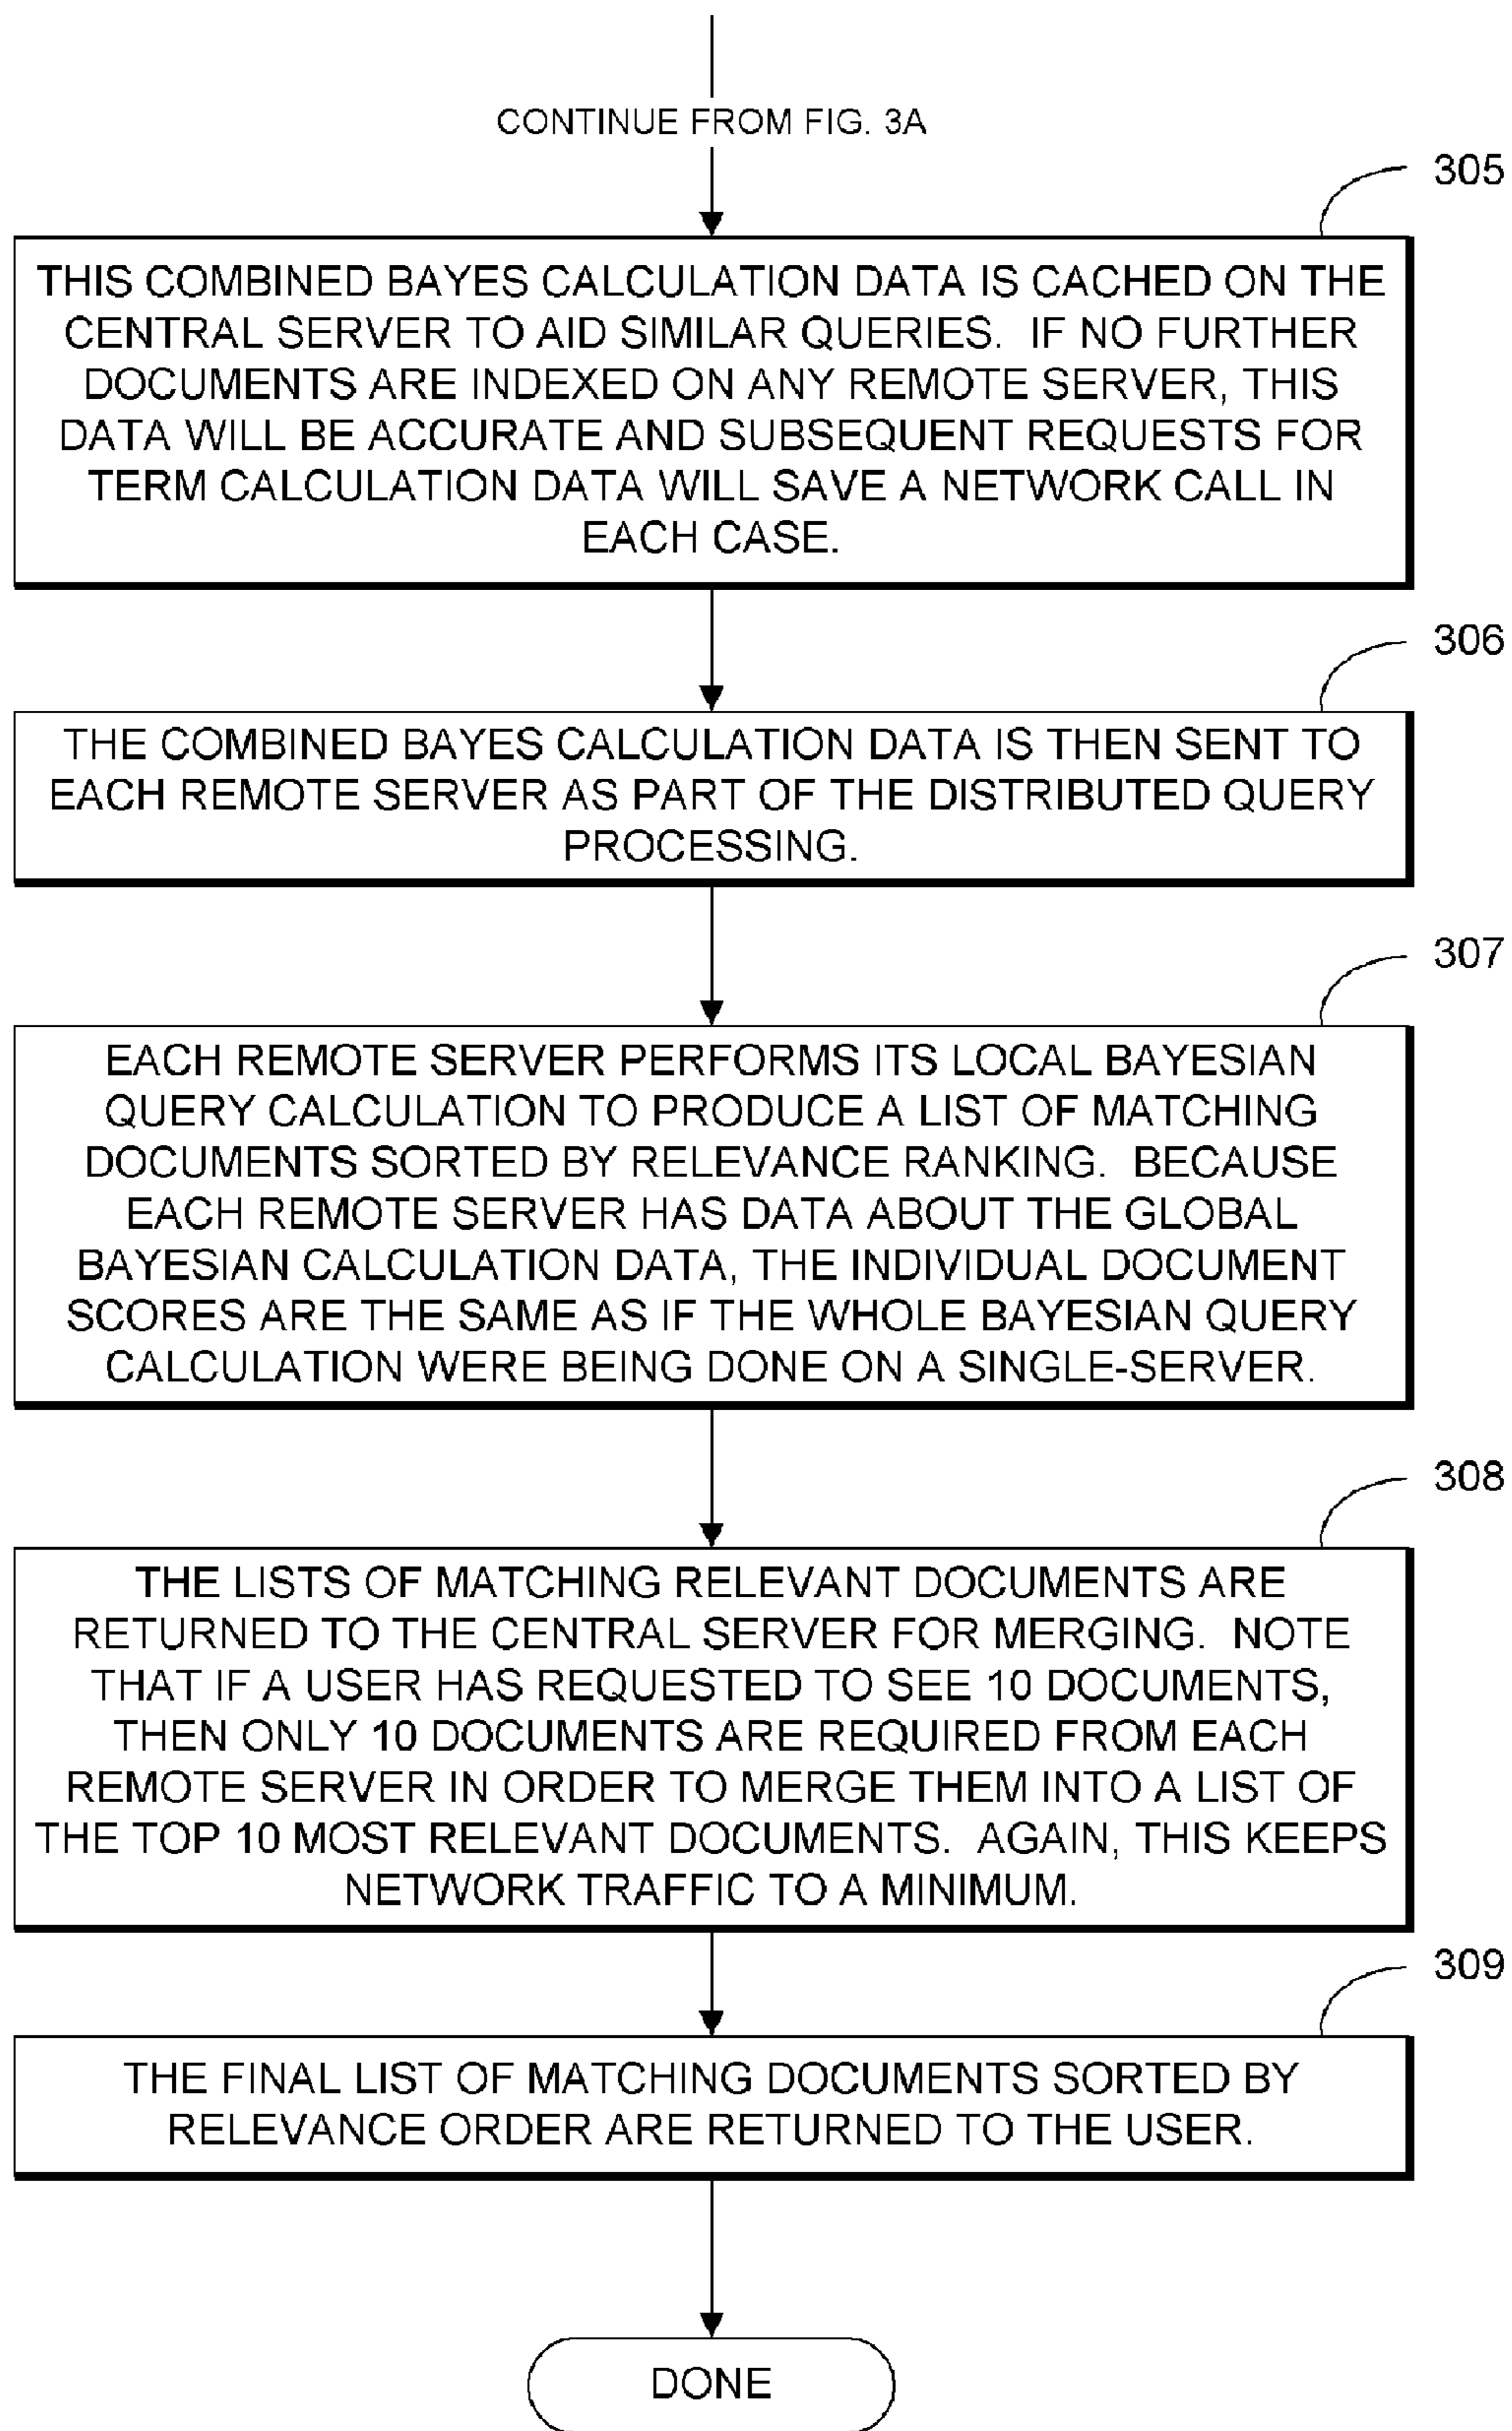 CONTINUE FROM FIG. 3A
305
THIS COMBINED BAYES CALCULATION DATA IS CACHED ON THE
CENTRAL SERVER TO AID SIMILAR QUERIES. IF NO FURTHER
DOCUMENTS ARE INDEXED ON ANY REMOTE SERVER, THIS
DATA WILL BE ACCURATE AND SUBSEQUENT REQUESTS FOR
TERM CALCULATION DATA WILL SAVE A NETWORK CALL IN
EACH CASE.
306
THE COMBINED BAYES CALCULATION DATA IS THEN SENT TO
EACH REMOTE SERVER AS PART OF THE DISTRIBUTED QUERY
PROCESSING.
307
EACH REMOTE SERVER PERFORMS ITS LOCAL BAYESIAN
QUERY CALCULATION TO PRODUCE A LIST OF MATCHING
DOCUMENTS SORTED BY RELEVANCE RANKING. BECAUSE
EACH REMOTE SERVER HAS DATA ABOUT THE GLOBAL
BAYESIAN CALCULATION DATA, THE INDIVIDUAL DOCUMENT
SCORES ARE THE SAME AS IF THE WHOLE BAYESIAN QUERY
CALCULATION WERE BEING DONE ON A SINGLE-SERVER.
308
THE LISTS OF MATCHING RELEVANT DOCUMENTS ARE
RETURNED TO THE CENTRAL SERVER FOR MERGING. NOTE
THAT IF A USER HAS REQUESTED TO SEE 10 DOCUMENTS,
THEN ONLY 10 DOCUMENTS ARE REQUIRED FROM EACH
REMOTE SERVER IN ORDER TO MERGE THEM INTO A LIST OF
THE TOP 10 MOST RELEVANT DOCUMENTS. AGAIN, THIS KEEPS
NETWORK TRAFFIC TO A MINIMUM.
309
THE FINAL LIST OF MATCHING DOCUMENTS SORTED BY
RELEVANCE ORDER ARE RETURNED TO THE USER.
DONE